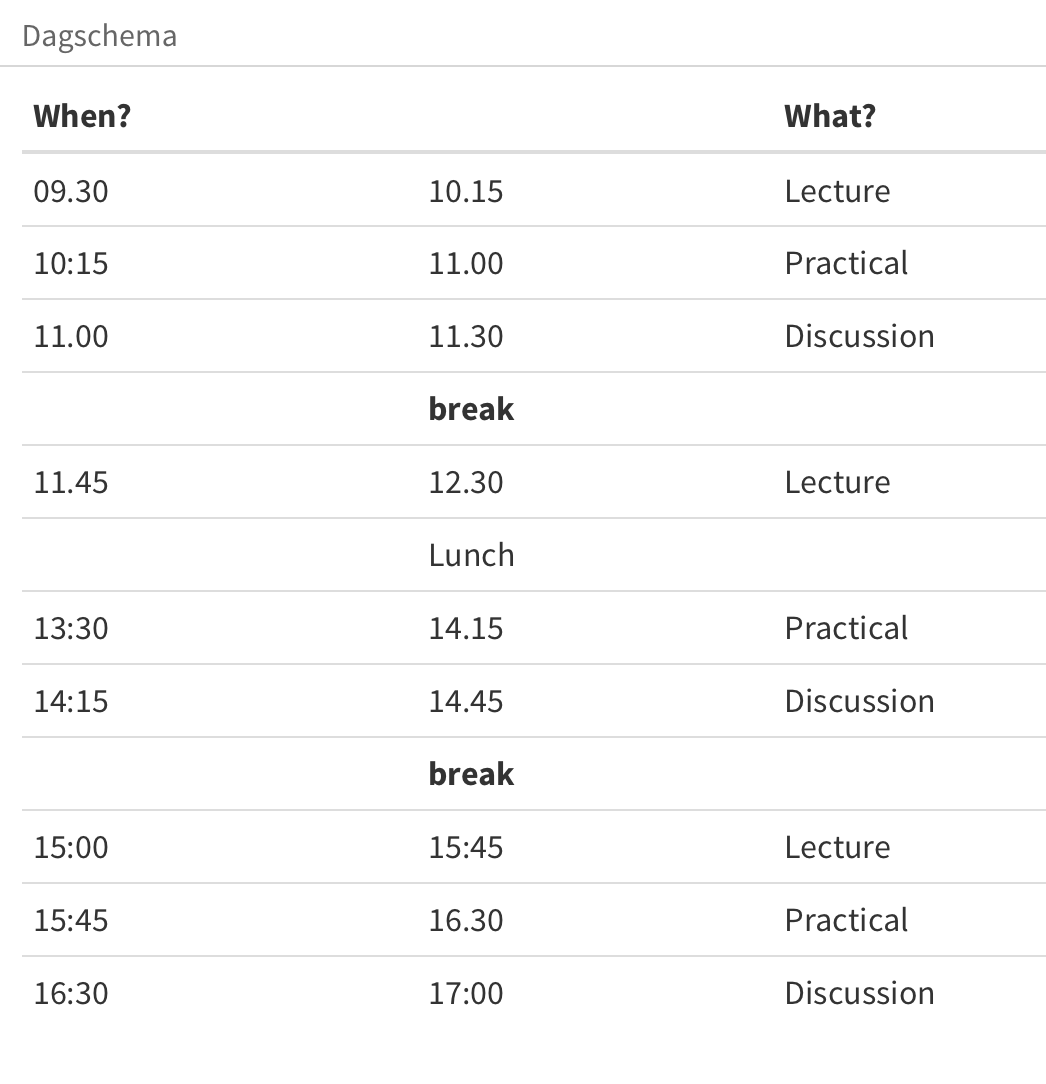 Dagschema
When? What?
09.30 10.15 Lecture
10:15 11.00 Practical
11.00 11.30 Discussion
break
11.45 12.30 Lecture
Lunch
13:30 14.15 Practical
14:15 14.45 Discussion
break
15:00 15:45 Lecture
15:45 16.30 Practical
16:30 17:00 Discussion